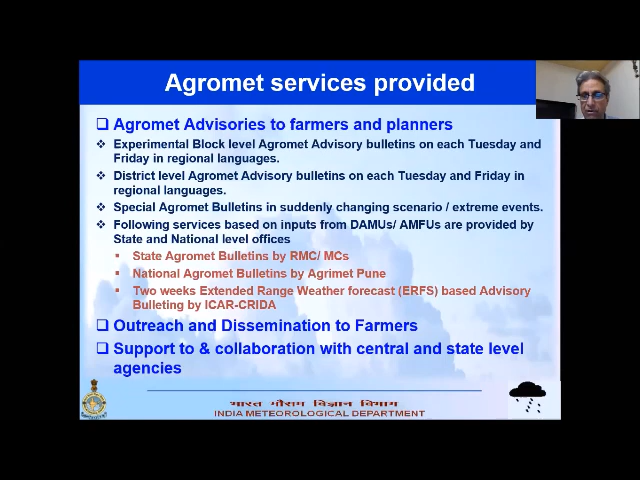 Agromet services provided
Agromet Advisories to farmers and planners
Experimental Block level Agromet Advisory bulletins on each Tuesday and
Friday in regional languages.
District level Agromet Advisory bulletins on each Tuesday and Friday in
regional languages.
Special Agromet Bulletins in suddenly changing scenario / extreme events.
Following services based on inputs from DAMUs/ AMFUs are provided by
State and National level offices
State Agromet Bulletins by RMC/ MCs
National Agromet Bulletins by Agrimet Pune
Two weeks Extended Range Weather forecast (ERFS) based Advisory
Bulleting by ICAR-CRIDA
Outreach and Dissemination to Farmers
Support to & collaboration with central and state level
agencies
भारत मौसम विज्ञान विभाग
INDIA METEOROLOGICAL DEPARTMENT